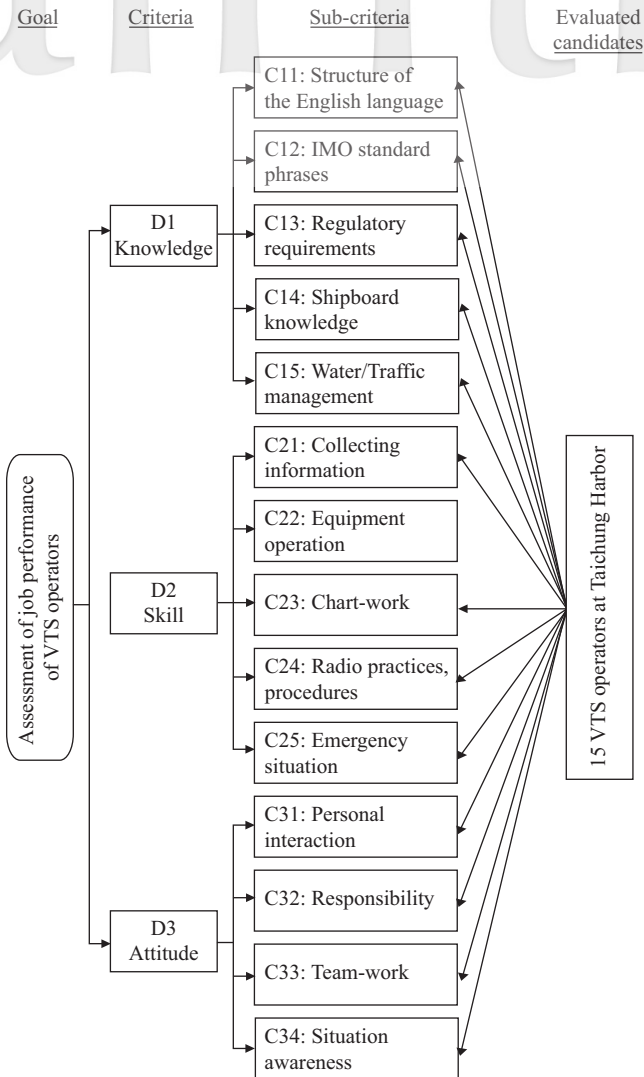 Goal
Criteria
Sub-criteria
Evaluated
candidates
C11: Structure of
the English language
C12: IMO standard
phrases
D1
Knowledge
C13: Regulatory
requirements
C14: Shipboard
knowledge
C15: Water/Traffic
management
Assessment of job performance
of VTS operators
C21: Collecting
information
C22: Equipment
operation
D2
Skill
C23: Chart-work
C24: Radio practices,
procedures
C25: Emergency
situation
15 VTS operators at Taichung Harbor
C31: Personal
interaction
C32: Responsibility
D3
Attitude
C33: Team-work
C34: Situation
awareness